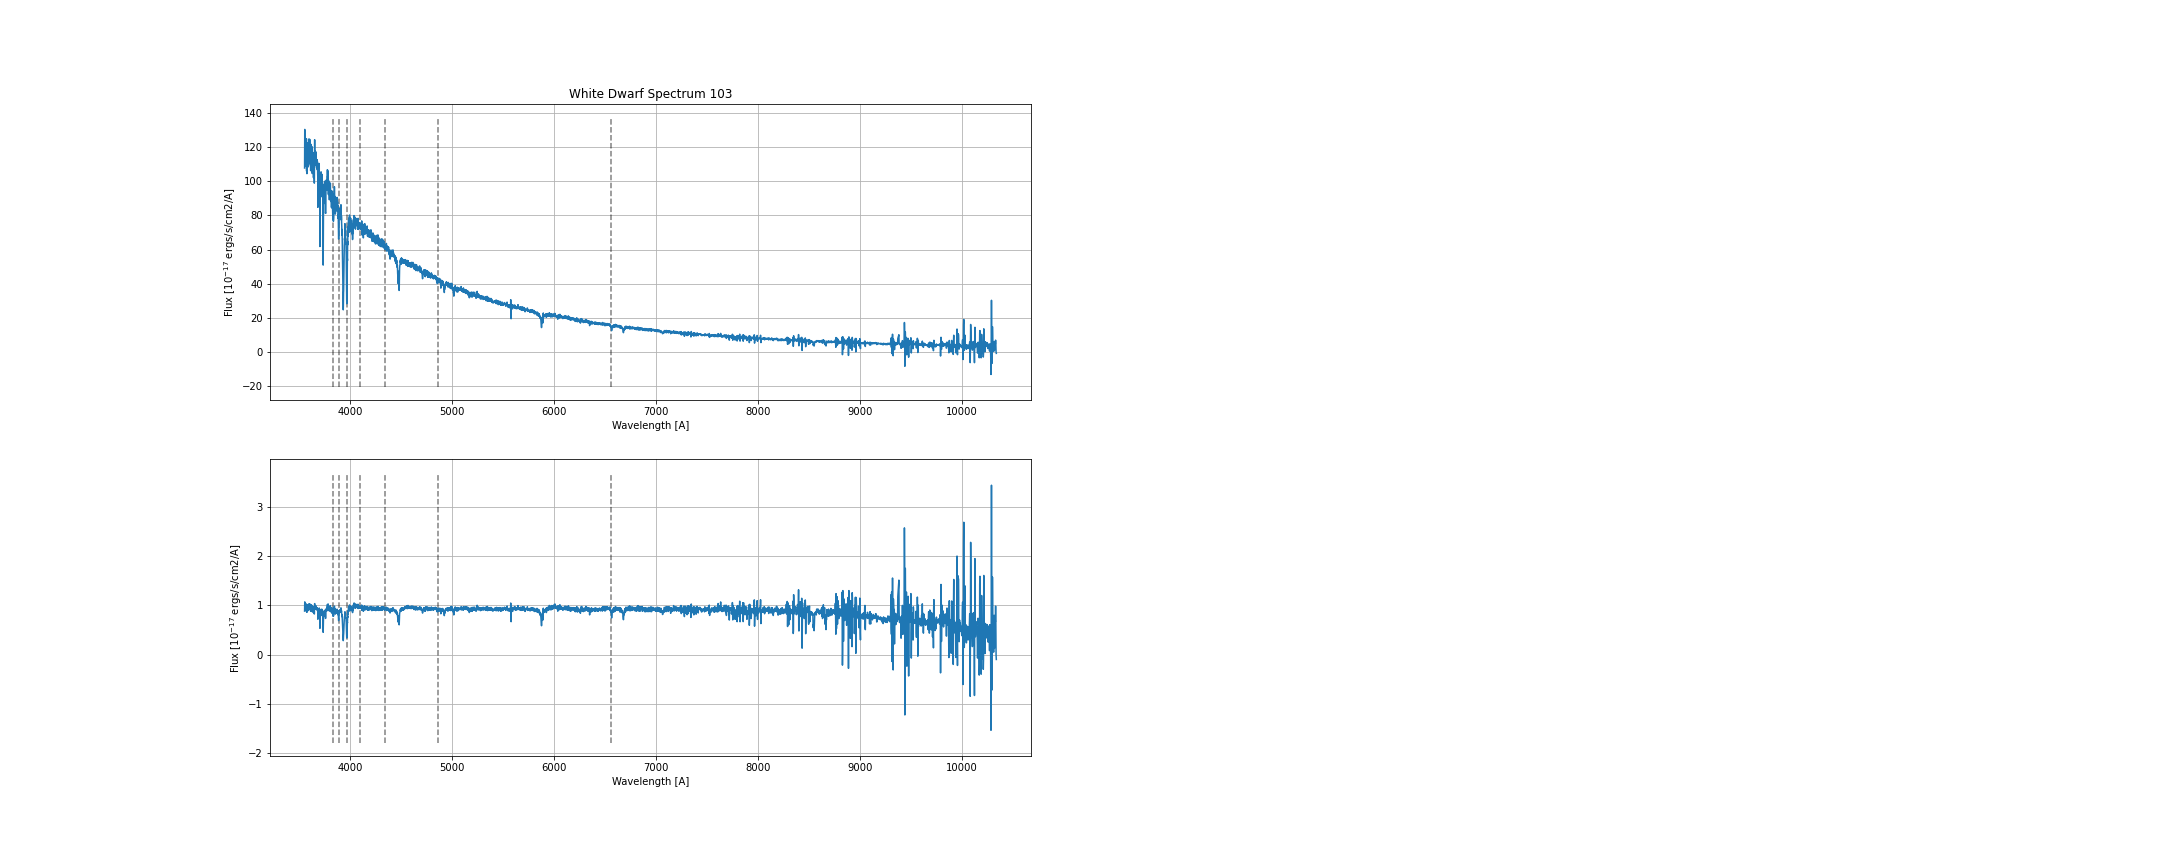 White Dwarf Spectrum 103
140
120
100
80
60
40
20
0
−20
Flux [10⁻¹⁷ ergs/s/cm2/A]
4000 5000 6000 7000 8000 9000 10000
Wavelength [A]
3
2
1
0
−1
−2
Flux [10⁻¹⁷ ergs/s/cm2/A]
4000 5000 6000 7000 8000 9000 10000
Wavelength [A]